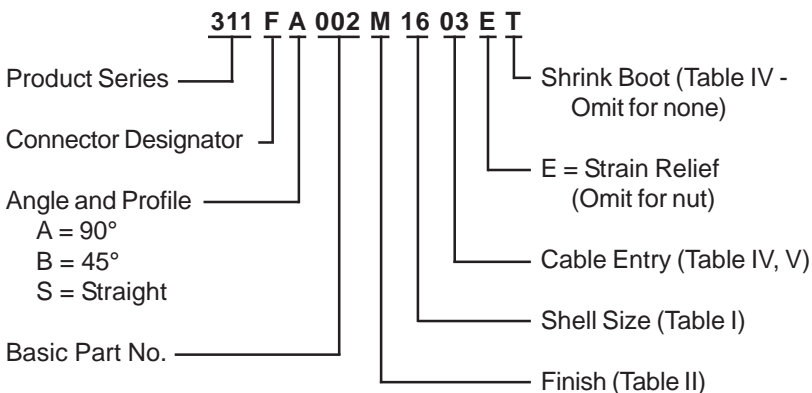 311 F A 002 M 16 03 E T
Product Series
Connector Designator
Angle and Profile
A = 90°
B = 45°
S = Straight
Basic Part No.
Shrink Boot (Table IV -
Omit for none)
E = Strain Relief
(Omit for nut)
Cable Entry (Table IV, V)
Shell Size (Table I)
Finish (Table II)